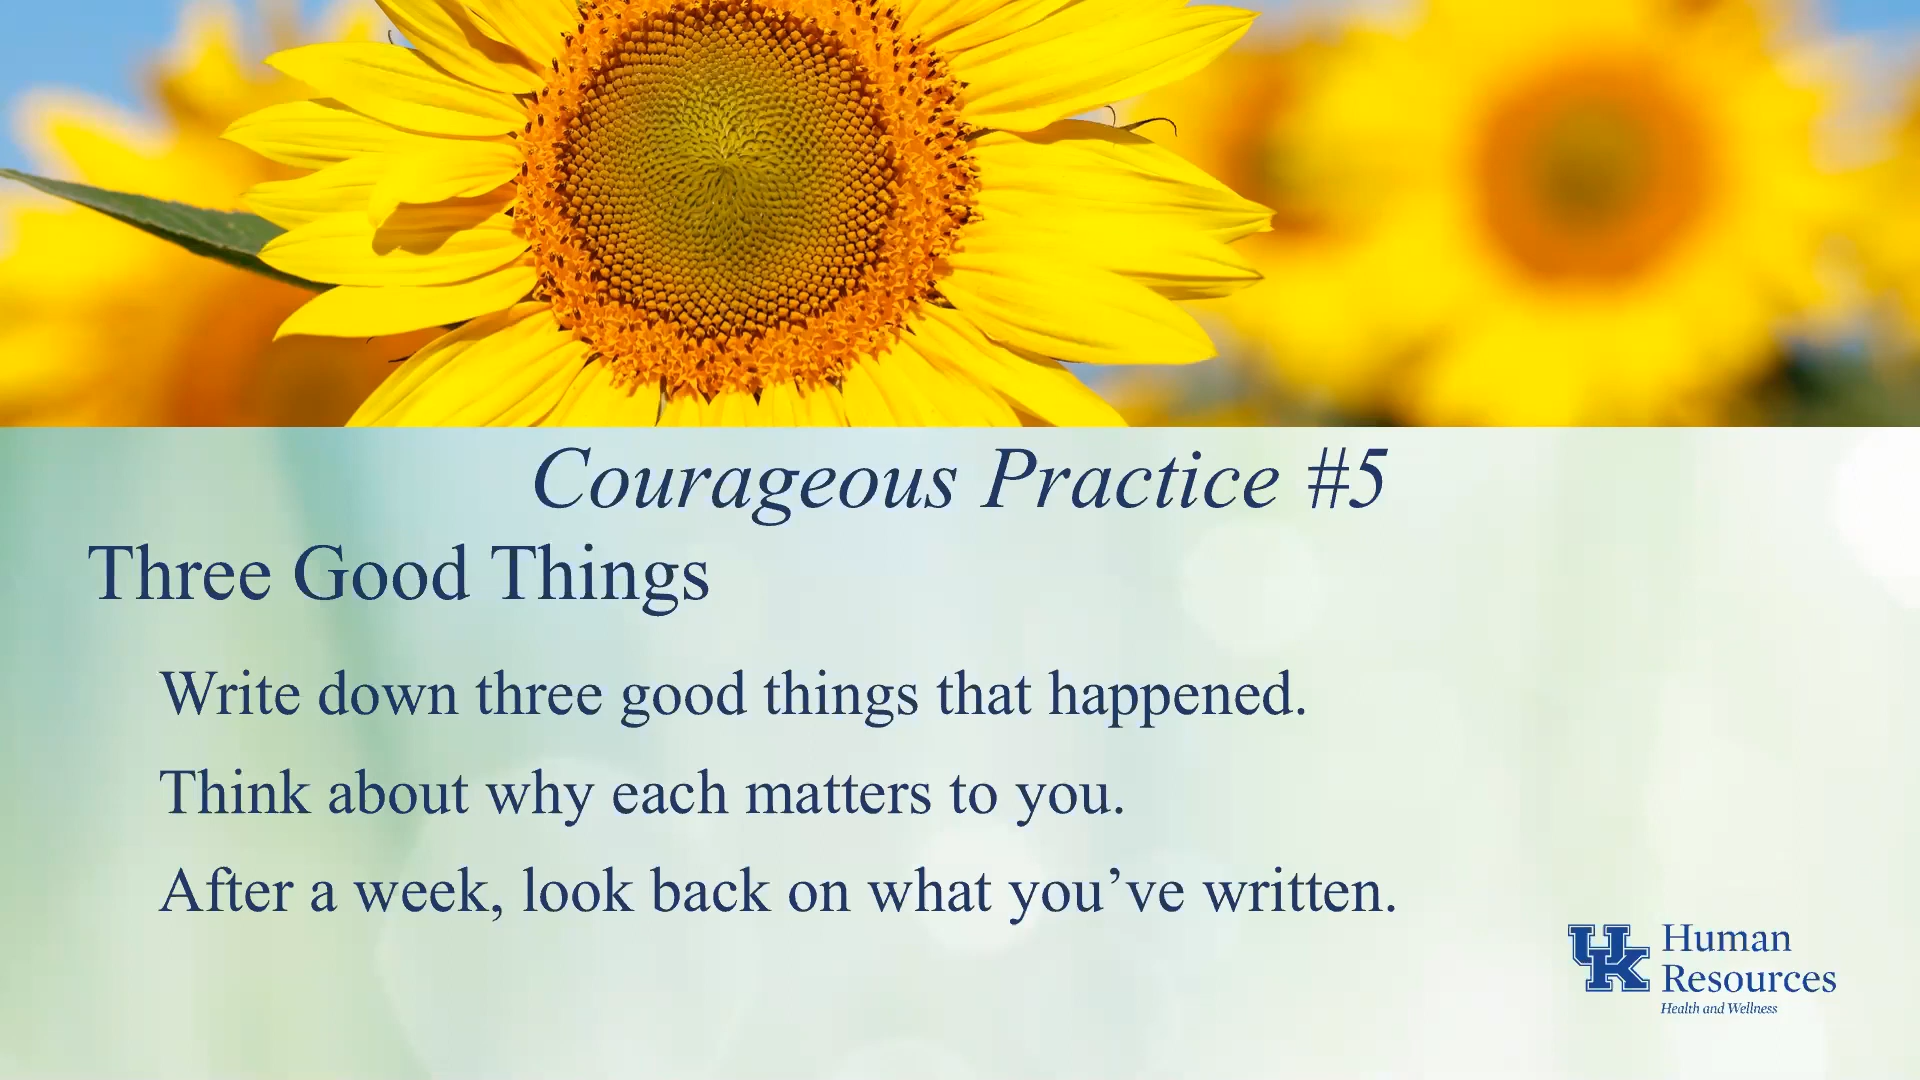 Courageous Practice #5
Three Good Things
Write down three good things that happened.
Think about why each matters to you.
After a week, look back on what you’ve written.
UK
Human
Resources
Health and Wellness